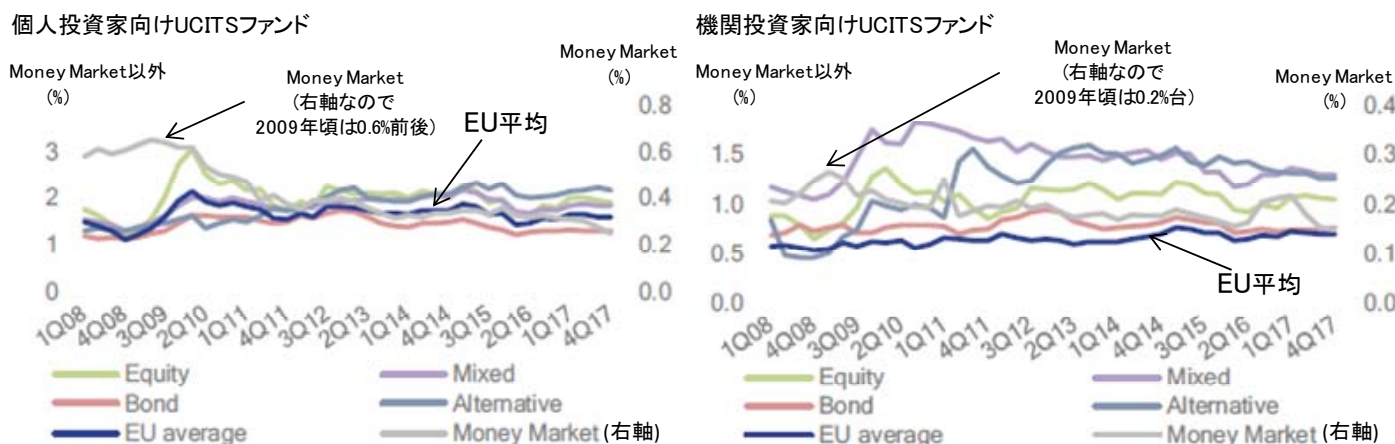 個人投資家向けUCITSファンド
Money Market以外
(%)
Money Market
(右軸なので
2009年頃は0.6%前後)
EU平均
Money Market
(%)
3
2
1
0
0.8
0.6
0.4
0.2
0.0
1Q08
4Q08
3Q09
2Q10
1Q11
4Q11
3Q12
2Q13
1Q14
4Q14
3Q15
2Q16
1Q17
4Q17
Equity
Mixed
Bond
Alternative
EU average
Money Market (右軸)
機関投資家向けUCITSファンド
Money Market以外
(%)
Money Market
(右軸なので
2009年頃は0.2%台)
Money Market
(%)
EU平均
1.5
1.0
0.5
0.0
0.4
0.3
0.2
0.1
0.0
1Q08
4Q08
3Q09
2Q10
1Q11
4Q11
3Q12
2Q13
1Q14
4Q14
3Q15
2Q16
1Q17
4Q17
Equity
Mixed
Bond
Alternative
EU average
Money Market (右軸)